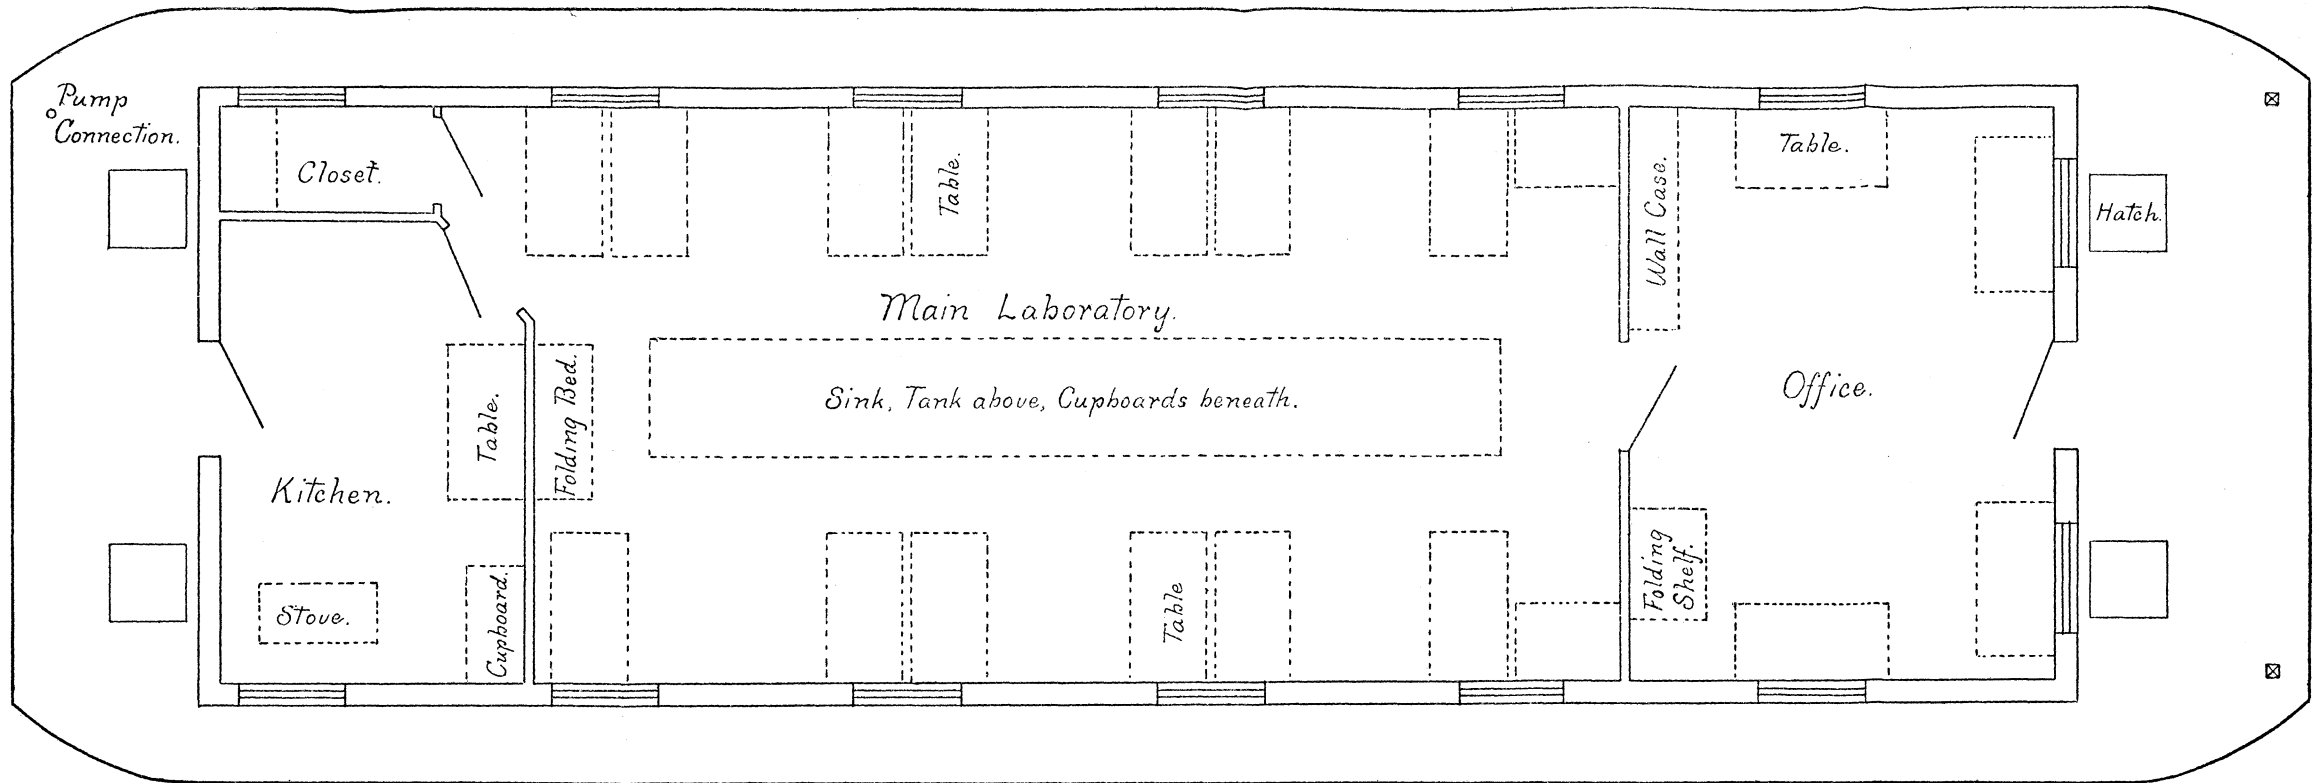 Pump
Connection.
Closet.
Table.
Wall Case.
Table.
Hatch.
Main Laboratory.
Sink, Tank above, Cupboards beneath.
Office.
Table.
Folding Bed.
Kitchen.
Stove.
Cupboard.
Table
Folding
Shelf.